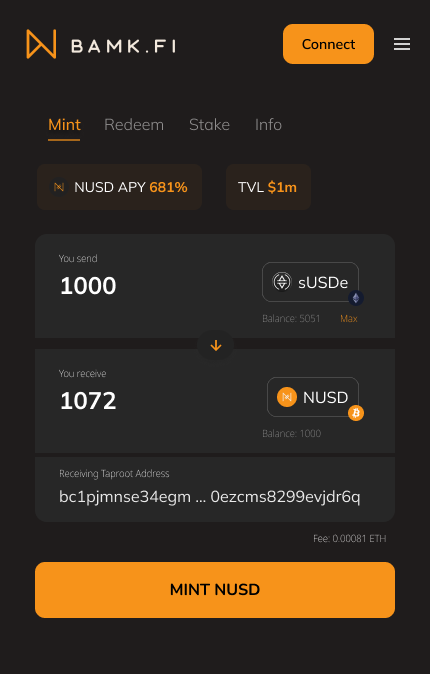 BAMK.FI
Connect
Mint Redeem Stake Info
NUSD APY 681% TVL $1m
You send
1000
sUSDe
Balance: 5051 Max
You receive
1072
NUSD
Balance: 1000
Receiving Taproot Address
bc1pjmnse34egm ... 0ezcms8299evjdr6q
Fee: 0.00081 ETH
MINT NUSD